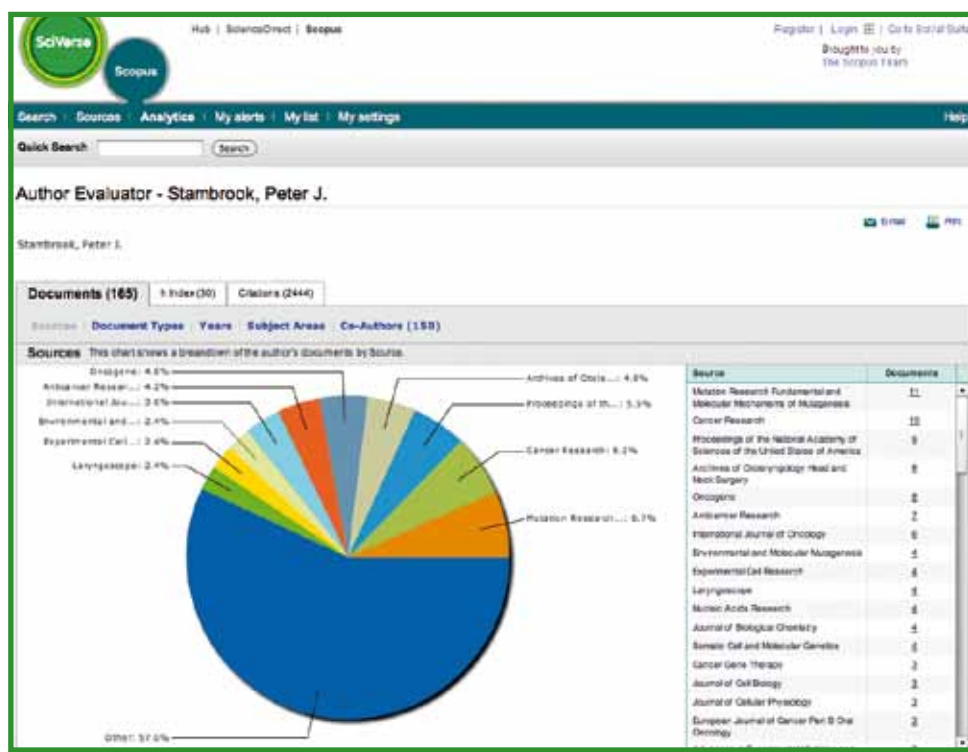 SciVerse
Scopus
Hub | ScienceDirect | Scopus
Register | Login | Go to SciVal Suite
Brought to you by
The Scopus Team
Search Sources Analytics My alerts My list My settings
Help
Quick Search Search
Author Evaluator - Stambrook, Peter J.
E-mail Print
Stambrook, Peter J.
Documents (165) h Index (30) Citations (2444)
Sources Document Types Years Subject Areas Co-Authors (150)
Sources This chart shows a breakdown of the author's documents by Source.
Oncogene: 4.8%
Anticancer Resear...: 4.2%
International Jou...: 3.6%
Environmental and...: 2.4%
Experimental Cell...: 2.4%
Laryngoscope: 2.4%
Other: 57.0%
Archives of Otola...: 4.8%
Proceedings of th...: 5.5%
Cancer Research: 6.2%
Mutation Research...: 6.7%
Source Documents
Mutation Research Fundamental and
Molecular Mechanisms of Mutagenesis 11
Cancer Research 10
Proceedings of the National Academy of
Sciences of the United States of America 9
Archives of Otolaryngology Head and
Neck Surgery 8
Oncogene 8
Anticancer Research 7
International Journal of Oncology 6
Environmental and Molecular Mutagenesis 4
Experimental Cell Research 4
Laryngoscope 4
Nucleic Acids Research 4
Journal of Biological Chemistry 4
Somatic Cell and Molecular Genetics 4
Cancer Gene Therapy 3
Journal of Cell Biology 3
Journal of Cellular Physiology 3
European Journal of Cancer Part B Oral
Oncology 3